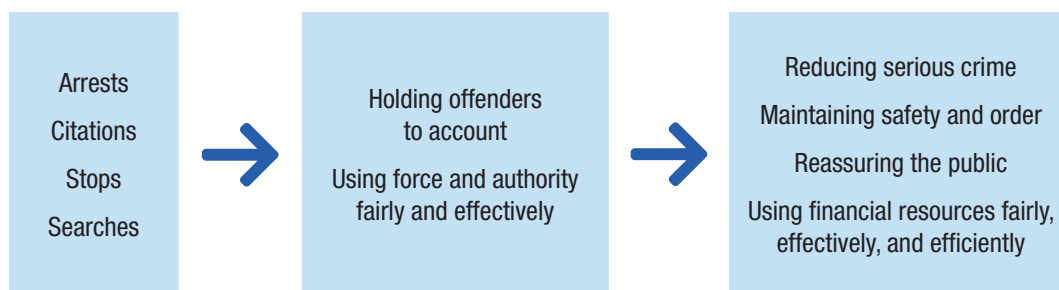 Arrests
Citations
Stops
Searches
Holding offenders
to account
Using force and authority
fairly and effectively
Reducing serious crime
Maintaining safety and order
Reassuring the public
Using financial resources fairly,
effectively, and efficiently